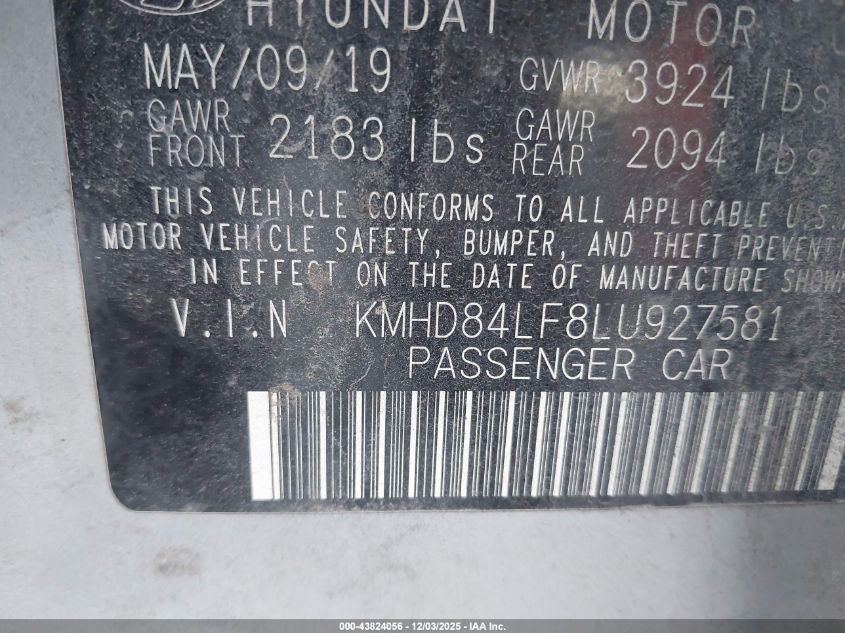 HYUNDAI MOTOR
MAY/09/19 GVWR 3924 lbs
GAWR FRONT 2183 lbs GAWR REAR 2094 lbs
THIS VEHICLE CONFORMS TO ALL APPLICABLE U.S.
MOTOR VEHICLE SAFETY, BUMPER, AND THEFT PREVENTI
IN EFFECT ON THE DATE OF MANUFACTURE SHOWN
V.I.N KMHD84LF8LU927581
PASSENGER CAR
000-43824056 - 12/03/2025 - IAA Inc.